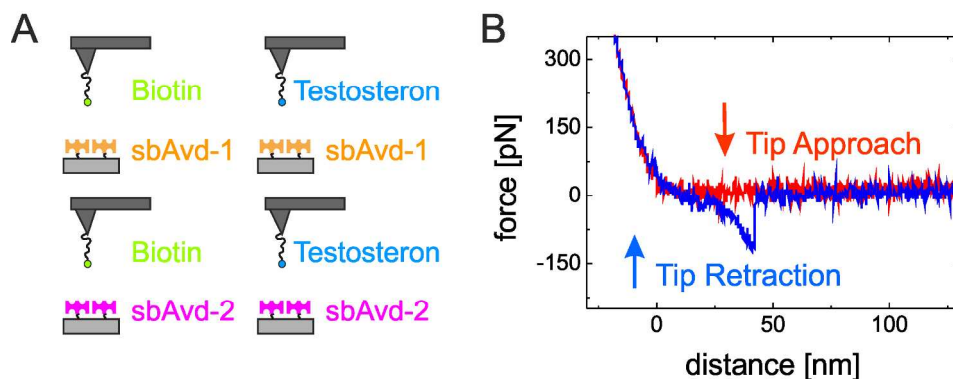 A
Biotin
Testosteron
sbAvd-1
sbAvd-1
Biotin
Testosteron
sbAvd-2
sbAvd-2
B
force [pN]
300
150
0
-150
Tip Approach
Tip Retraction
0
50
100
distance [nm]